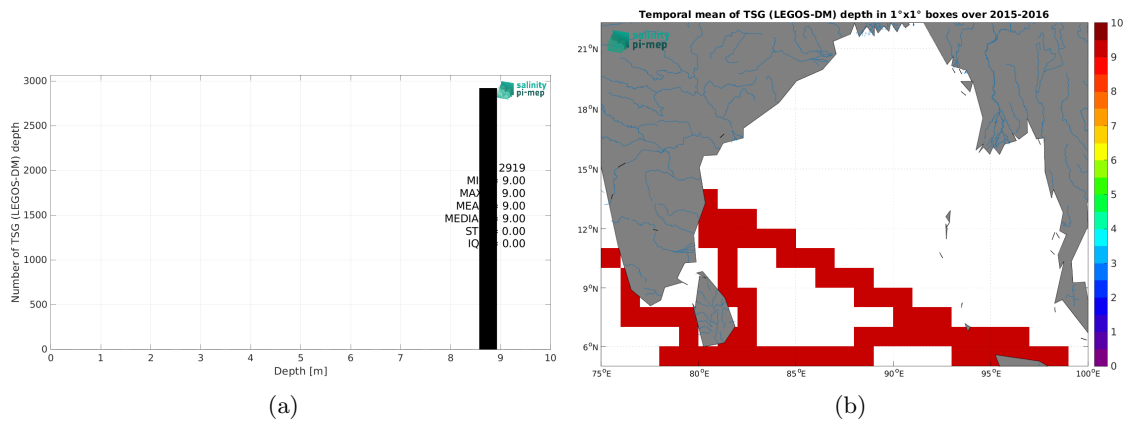 Temporal mean of TSG (LEGOS-DM) depth in 1°x1° boxes over 2015-2016
salinity
pi-mep
3000
2500
2000
1500
1000
500
0
Number of TSG (LEGOS-DM) depth
2919
9.00
9.00
9.00
9.00
= 0.00
= 0.00
0 1 2 3 4 5 6 7 8 9 10
Depth [m]
(a)
salinity
pi-mep
21°N
18°N
15°N
12°N
9°N
6°N
75°E 80°E 85°E 90°E 95°E 100°E
10
9
8
7
6
5
4
3
2
1
0
(b)